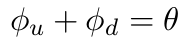 ϕ_u + ϕ_d = θ